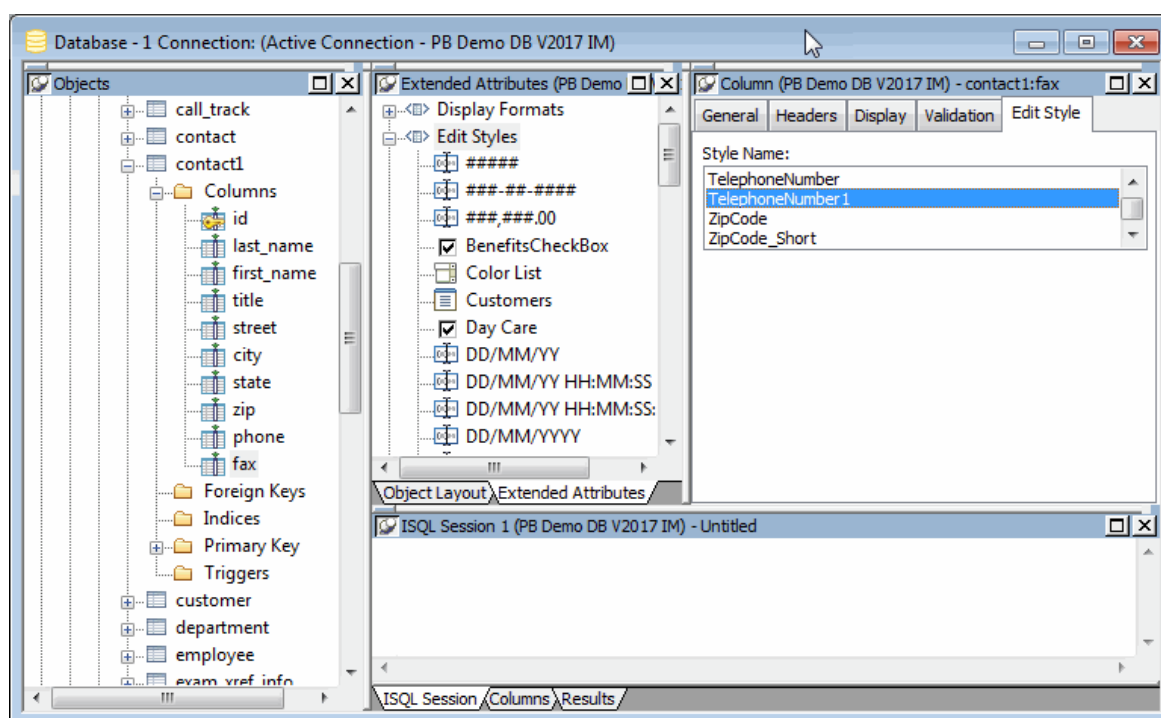 Database - 1 Connection: (Active Connection - PB Demo DB V2017 IM)
Objects
call_track
contact
contact1
Columns
id
last_name
first_name
title
street
city
state
zip
phone
fax
Foreign Keys
Indices
Primary Key
Triggers
customer
department
employee
exam_xref_info
Extended Attributes (PB Demo
Display Formats
Edit Styles
#####
###-##-####
###,###.00
BenefitsCheckBox
Color List
Customers
Day Care
DD/MM/YY
DD/MM/YY HH:MM:SS
DD/MM/YY HH:MM:SS:
DD/MM/YYYY
Object Layout Extended Attributes
Column (PB Demo DB V2017 IM) - contact1:fax
General Headers Display Validation Edit Style
Style Name:
TelephoneNumber
TelephoneNumber1
ZipCode
ZipCode_Short
ISQL Session 1 (PB Demo DB V2017 IM) - Untitled
ISQL Session Columns Results